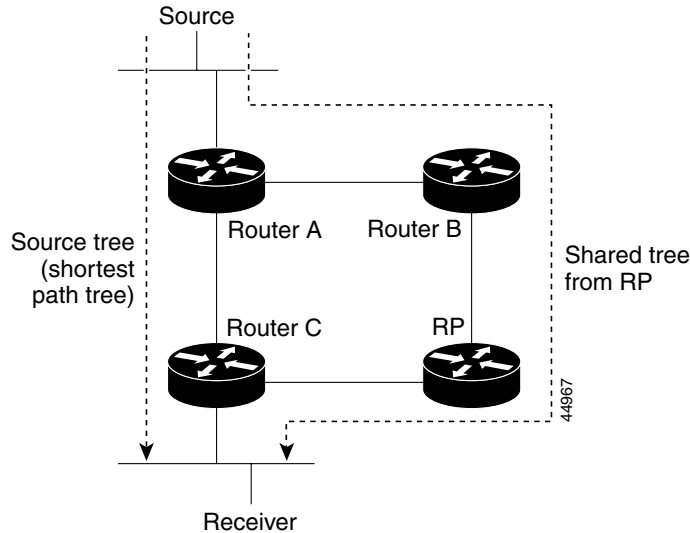 Source
Router A
Router B
Source tree
(shortest
path tree)
Shared tree
from RP
Router C
RP
44967
Receiver